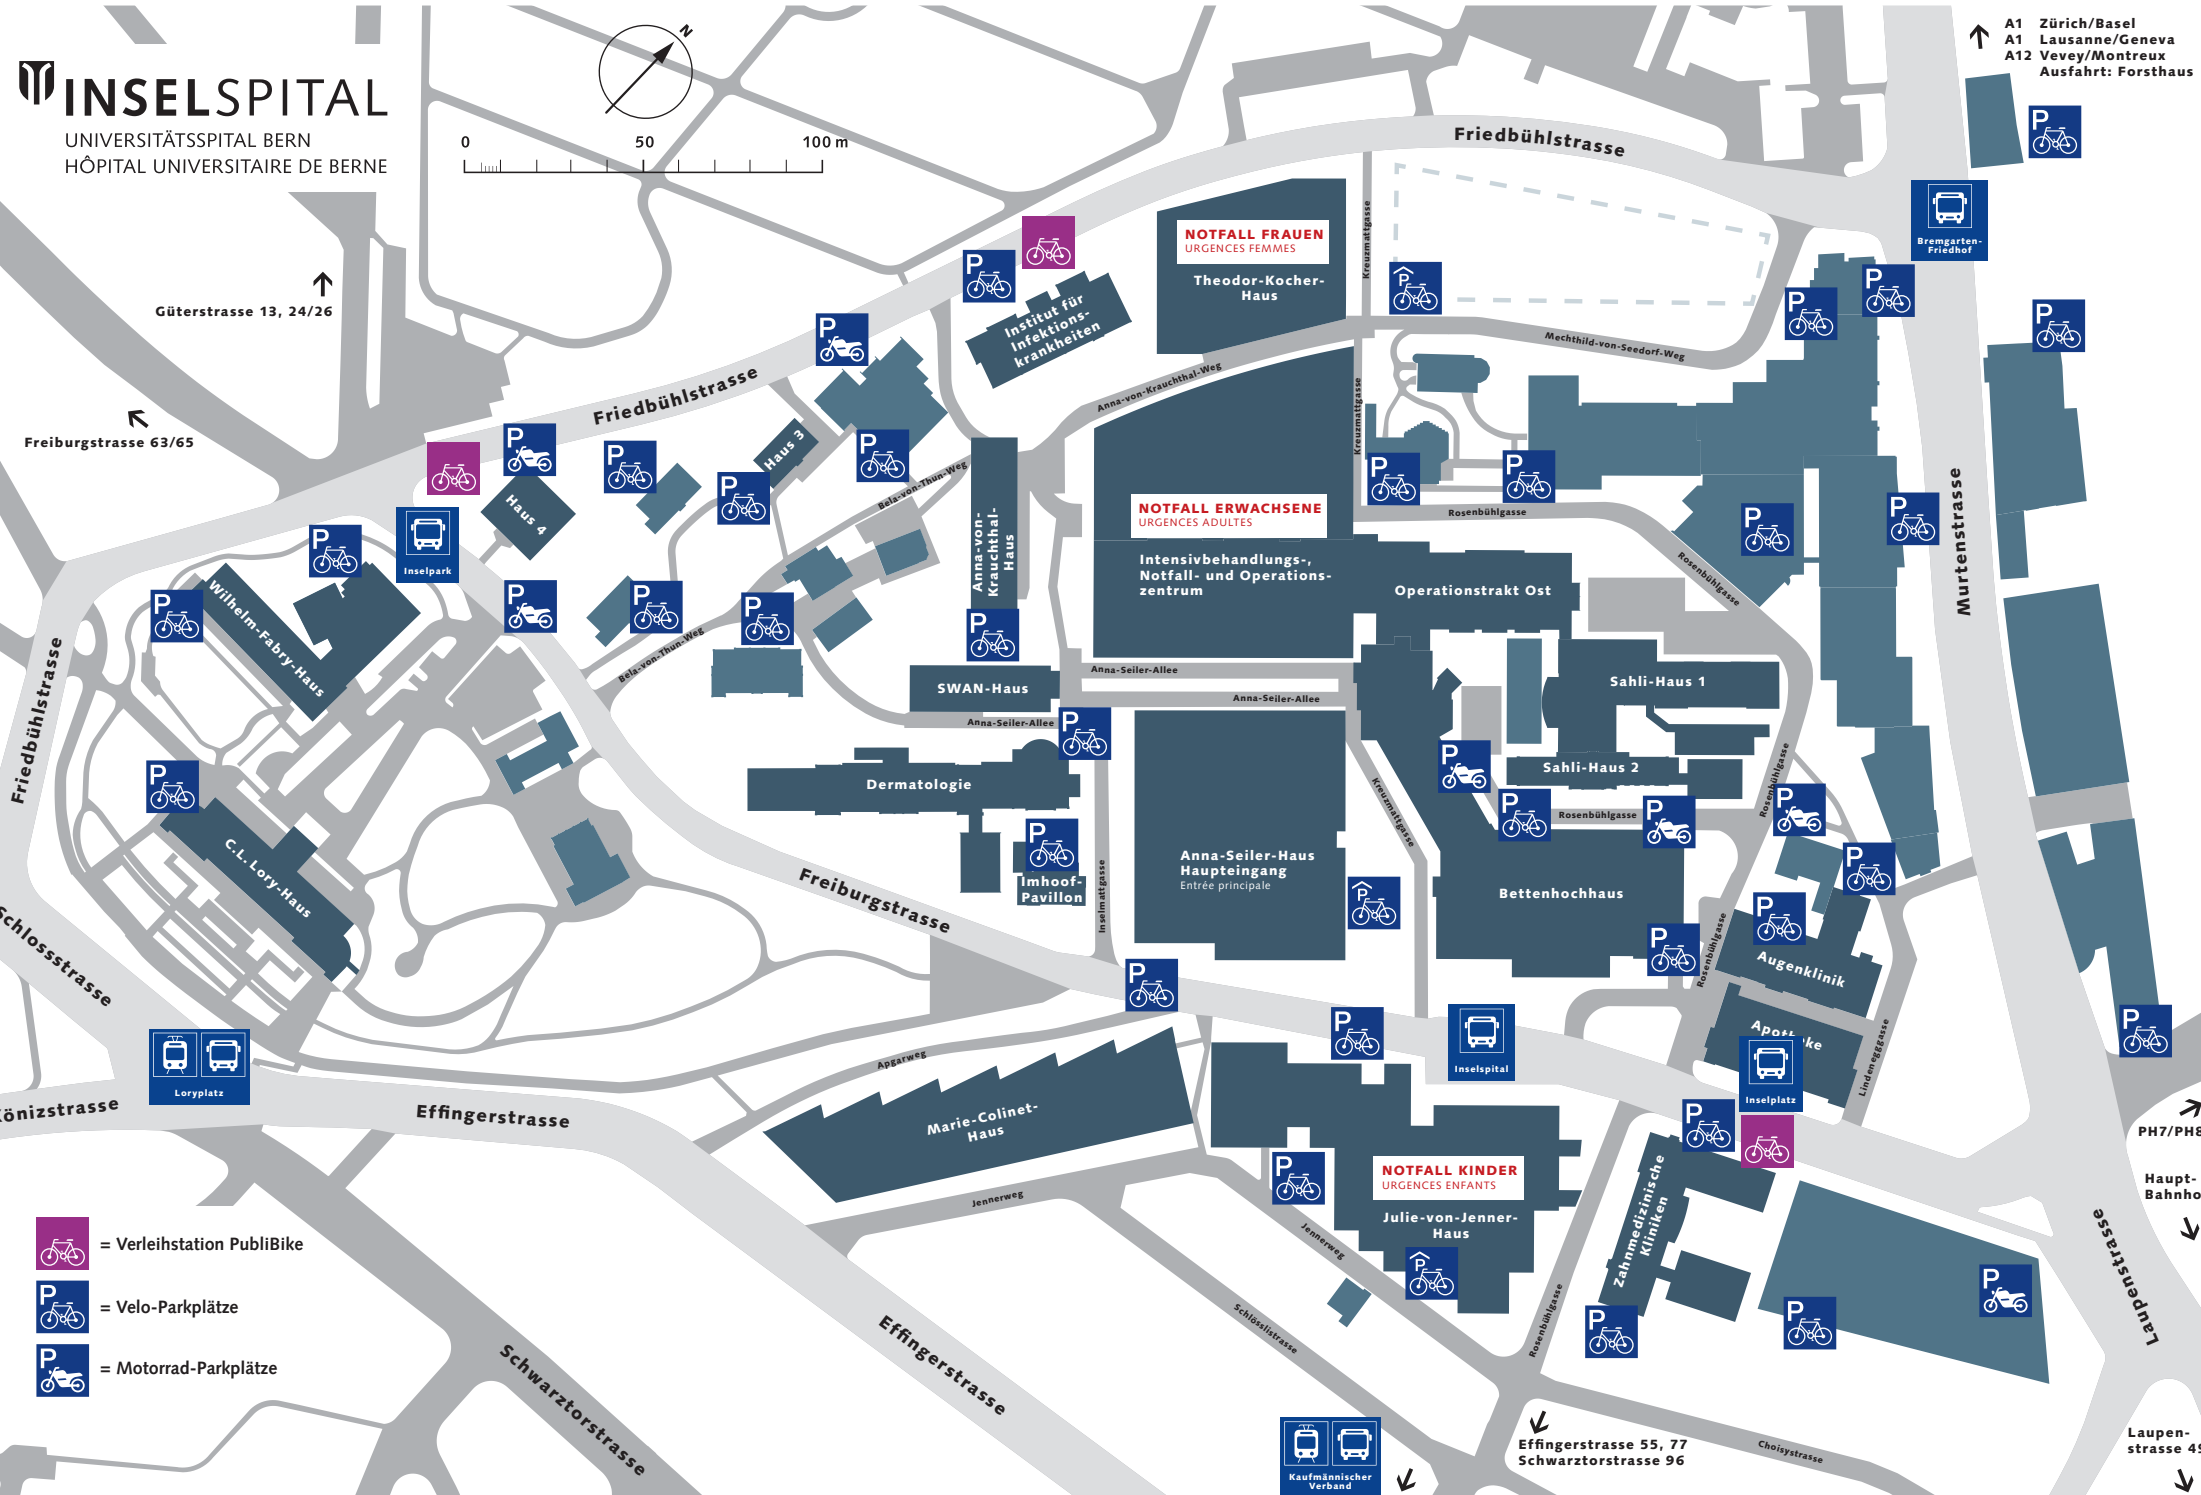 INSELSPITAL
UNIVERSITÄTSSPITAL BERN
HÔPITAL UNIVERSITAIRE DE BERNE
N
0 50 100 m
A1 Zürich/Basel
A1 Lausanne/Geneva
A12 Vevey/Montreux
Ausfahrt: Forsthaus
Friedbühlstrasse
P
Bremgarten-
Friedhof
NOTFALL FRAUEN
URGENCES FEMMES
Theodor-Kocher-
Haus
Kreuzmattgasse
P
P
P
P
P
Güterstrasse 13, 24/26
Institut für
Infektions-
krankheiten
P
Mechthild-von-Seedorf-Weg
Anna-von-Krauchthal-Weg
Friedbühlstrasse
Freiburgstrasse 63/65
Kreuzmattgasse
Haus 3
P
P
P
P
Bela-von-Thun-Weg
P
P
P
P
Haus 4
NOTFALL ERWACHSENE
URGENCES ADULTES
Rosenbühlgasse
Murtenstrasse
P
Inselpark
Anna-von-
Krauchthal-
Haus
Intensivbehandlungs-,
Notfall- und Operations-
zentrum
Operationstrakt Ost
Rosenbühlgasse
P
Wilhelm-Fabry-Haus
P
P
P
P
Bela-von-Thun-Weg
Friedbühlstrasse
SWAN-Haus
Anna-Seiler-Allee
Anna-Seiler-Allee
Anna-Seiler-Allee
Sahli-Haus 1
P
Sahli-Haus 2
P
P
Dermatologie
Kreuzmattgasse
Rosenbühlgasse
P
Rosenbühlgasse
P
P
P
C.L. Lory-Haus
P
Imhoof-
Pavillon
Inselmattgasse
Anna-Seiler-Haus
Haupteingang
Entrée principale
P
Bettenhochhaus
P
P
P
Rosenbühlgasse
Augenklinik
Freiburgstrasse
Schlossstrasse
P
P
Inselspital
Apotheke
Inselplatz
Lindenegggasse
P
Loryplatz
Apgarweg
Könizstrasse
Effingerstrasse
Marie-Colinet-
Haus
P
PH7/PH8
P
NOTFALL KINDER
URGENCES ENFANTS
Julie-von-Jenner-
Haus
P
Zahnmedizinische
Kliniken
Haupt-
Bahnho
Jennerweg
Jennerweg
Laupenstrasse
P
P
P
= Verleihstation PubliBike
P
= Velo-Parkplätze
P
= Motorrad-Parkplätze
Schlösslistrasse
Rosenbühlgasse
Effingerstrasse
Schwarztorstrasse
Kaufmännischer
Verband
Effingerstrasse 55, 77
Schwarztorstrasse 96
Choisystrasse
Laupen-
strasse 49